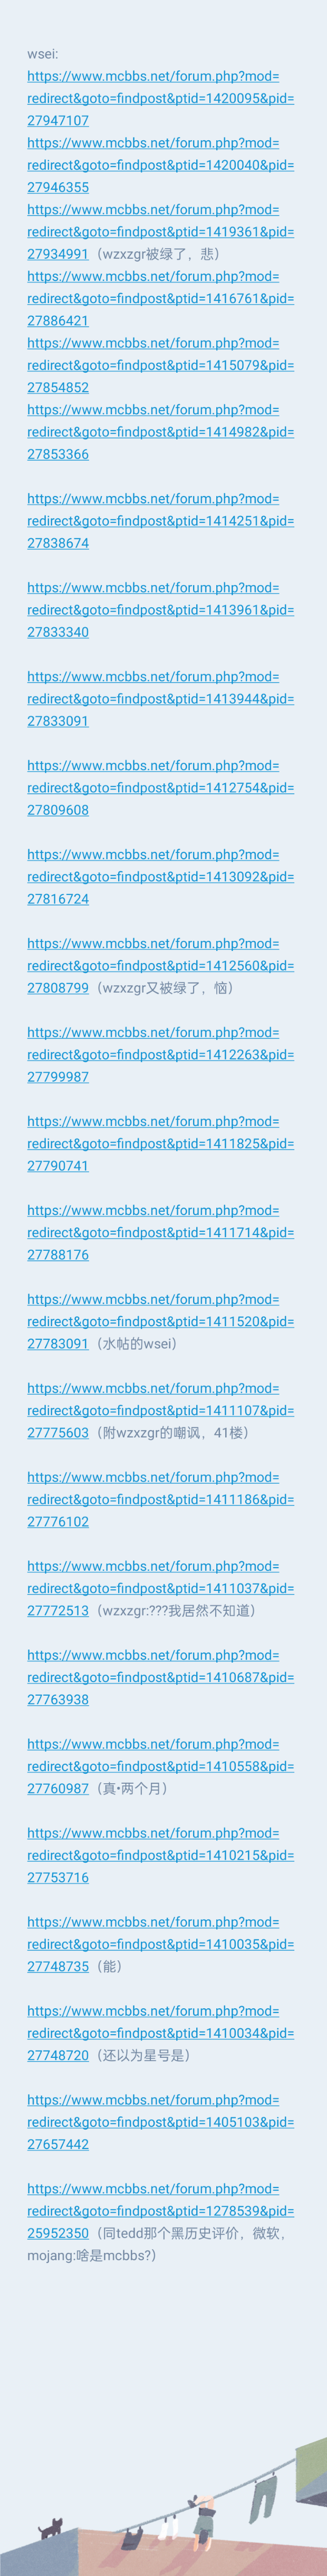 wsei:
https://www.mcbbs.net/forum.php?mod=
redirect&goto=findpost&ptid=1420095&pid=
27947107
https://www.mcbbs.net/forum.php?mod=
redirect&goto=findpost&ptid=1420040&pid=
27946355
https://www.mcbbs.net/forum.php?mod=
redirect&goto=findpost&ptid=1419361&pid=
27934991（wzxzgr被绿了，悲）
https://www.mcbbs.net/forum.php?mod=
redirect&goto=findpost&ptid=1416761&pid=
27886421
https://www.mcbbs.net/forum.php?mod=
redirect&goto=findpost&ptid=1415079&pid=
27854852
https://www.mcbbs.net/forum.php?mod=
redirect&goto=findpost&ptid=1414982&pid=
27853366
https://www.mcbbs.net/forum.php?mod=
redirect&goto=findpost&ptid=1414251&pid=
27838674
https://www.mcbbs.net/forum.php?mod=
redirect&goto=findpost&ptid=1413961&pid=
27833340
https://www.mcbbs.net/forum.php?mod=
redirect&goto=findpost&ptid=1413944&pid=
27833091
https://www.mcbbs.net/forum.php?mod=
redirect&goto=findpost&ptid=1412754&pid=
27809608
https://www.mcbbs.net/forum.php?mod=
redirect&goto=findpost&ptid=1413092&pid=
27816724
https://www.mcbbs.net/forum.php?mod=
redirect&goto=findpost&ptid=1412560&pid=
27808799（wzxzgr又被绿了，恼）
https://www.mcbbs.net/forum.php?mod=
redirect&goto=findpost&ptid=1412263&pid=
27799987
https://www.mcbbs.net/forum.php?mod=
redirect&goto=findpost&ptid=1411825&pid=
27790741
https://www.mcbbs.net/forum.php?mod=
redirect&goto=findpost&ptid=1411714&pid=
27788176
https://www.mcbbs.net/forum.php?mod=
redirect&goto=findpost&ptid=1411520&pid=
27783091（水帖的wsei）
https://www.mcbbs.net/forum.php?mod=
redirect&goto=findpost&ptid=1411107&pid=
27775603（附wzxzgr的嘲讽，41楼）
https://www.mcbbs.net/forum.php?mod=
redirect&goto=findpost&ptid=1411186&pid=
27776102
https://www.mcbbs.net/forum.php?mod=
redirect&goto=findpost&ptid=1411037&pid=
27772513（wzxzgr:???我居然不知道）
https://www.mcbbs.net/forum.php?mod=
redirect&goto=findpost&ptid=1410687&pid=
27763938
https://www.mcbbs.net/forum.php?mod=
redirect&goto=findpost&ptid=1410558&pid=
27760987（真•两个月）
https://www.mcbbs.net/forum.php?mod=
redirect&goto=findpost&ptid=1410215&pid=
27753716
https://www.mcbbs.net/forum.php?mod=
redirect&goto=findpost&ptid=1410035&pid=
27748735（能）
https://www.mcbbs.net/forum.php?mod=
redirect&goto=findpost&ptid=1410034&pid=
27748720（还以为星号是）
https://www.mcbbs.net/forum.php?mod=
redirect&goto=findpost&ptid=1405103&pid=
27657442
https://www.mcbbs.net/forum.php?mod=
redirect&goto=findpost&ptid=1278539&pid=
25952350（同tedd那个黑历史评价，微软，
mojang:啥是mcbbs?）